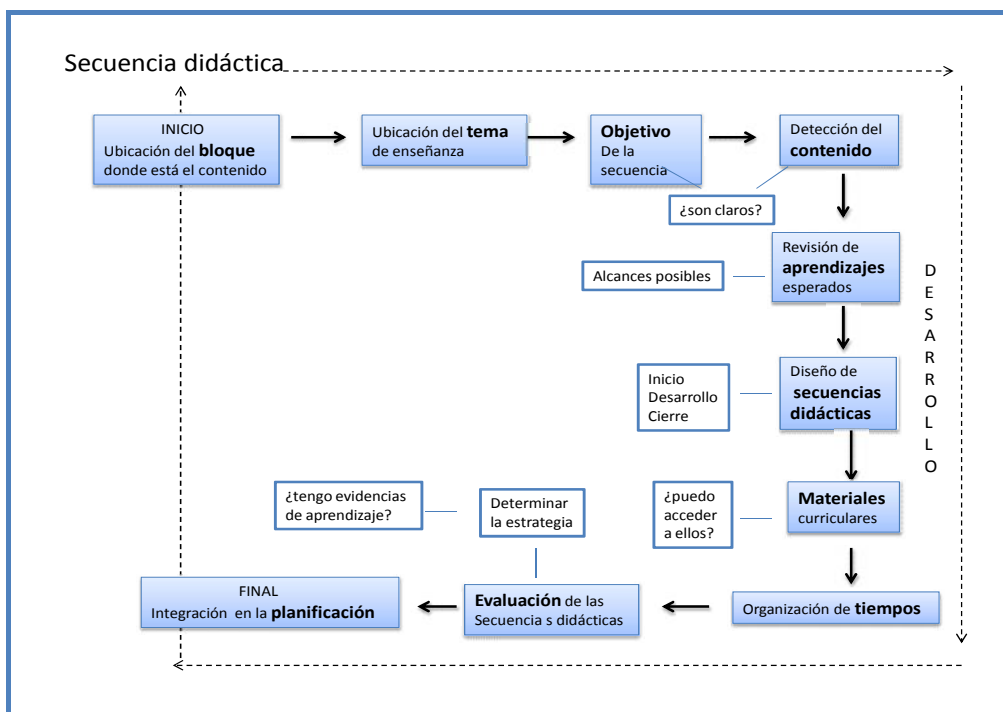 Secuencia didáctica
INICIO
Ubicación del bloque
donde está el contenido
Ubicación del tema
de enseñanza
Objetivo
De la
secuencia
Detección del
contenido
¿son claros?
Revisión de
aprendizajes
esperados
Alcances posibles
DESARROLLO
Diseño de
secuencias
didácticas
Inicio
Desarrollo
Cierre
Materiales
curriculares
¿puedo
acceder
a ellos?
Organización de tiempos
Determinar
la estrategia
¿tengo evidencias
de aprendizaje?
Evaluación de las
Secuencia s didácticas
FINAL
Integración en la planificación